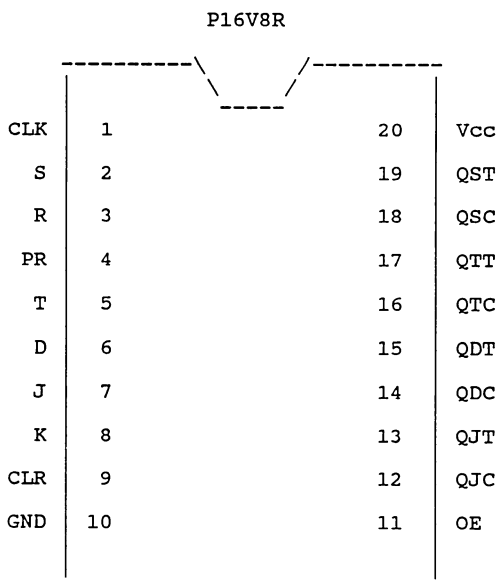 P16V8R
CLK 1 20 Vcc
S 2 19 QST
R 3 18 QSC
PR 4 17 QTT
T 5 16 QTC
D 6 15 QDT
J 7 14 QDC
K 8 13 QJT
CLR 9 12 QJC
GND 10 11 OE